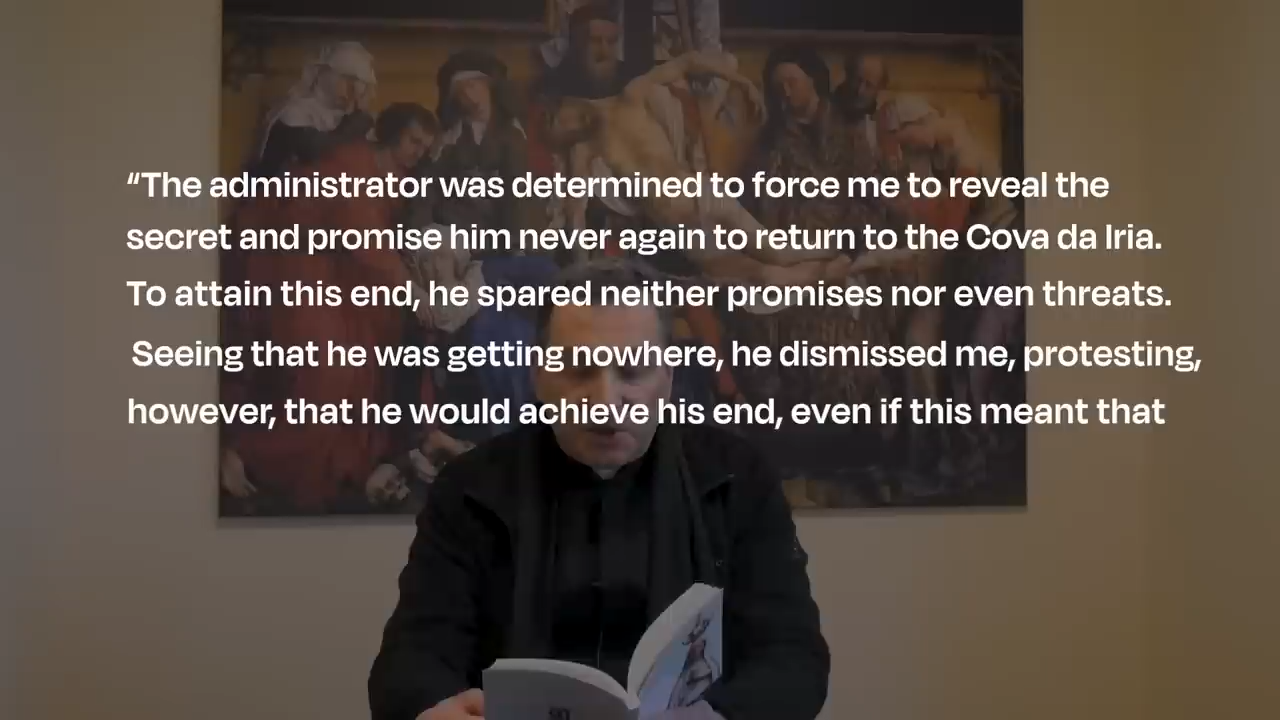 “The administrator was determined to force me to reveal the
secret and promise him never again to return to the Cova da Iria.
To attain this end, he spared neither promises nor even threats.
Seeing that he was getting nowhere, he dismissed me, protesting,
however, that he would achieve his end, even if this meant that